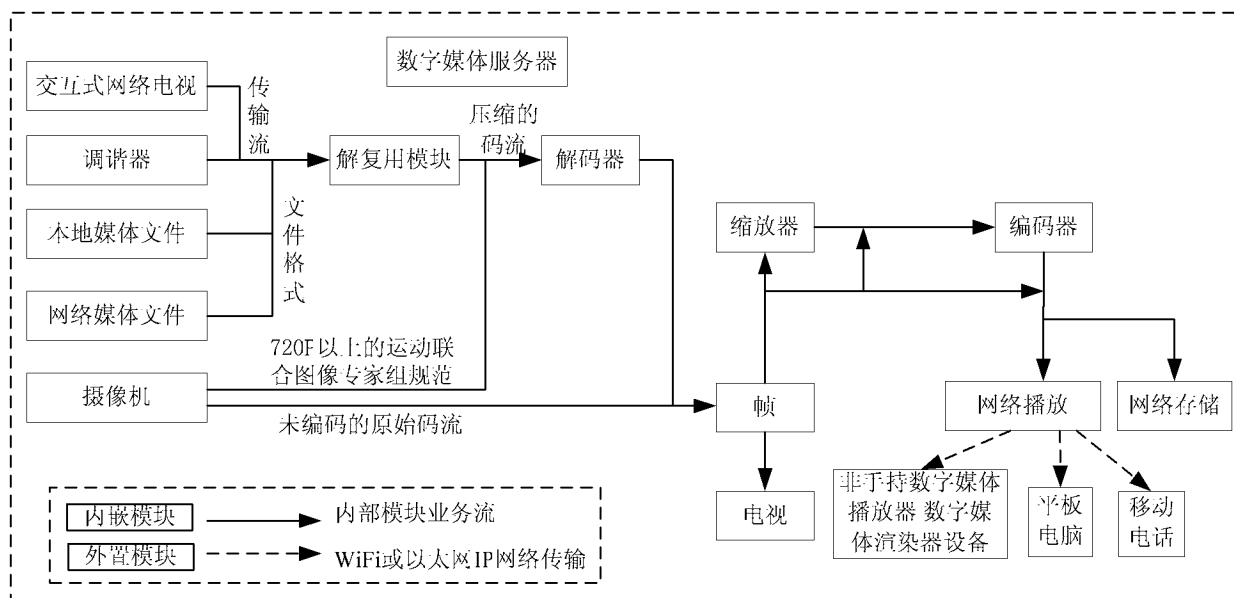 数字媒体服务器
交互式网络电视
传输流
压缩的
码流
调谐器
解复用模块
解码器
本地媒体文件
文件格式
缩放器
编码器
网络媒体文件
720P以上的运动联
合图像专家组规范
摄像机
未编码的原始码流
帧
网络播放
网络存储
电视
非手持数字媒体
播放器 数字媒
体渲染器设备
平板
电脑
移动
电话
内嵌模块
内部模块业务流
外置模块
WiFi或以太网IP网络传输